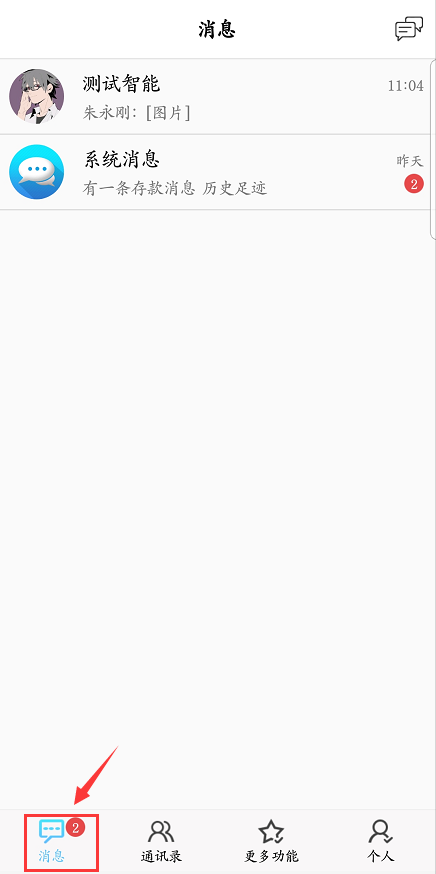 消息
测试智能
11:04
朱永刚：[图片]
系统消息
昨天
有一条存款消息 历史足迹
2
2
消息
通讯录
更多功能
个人